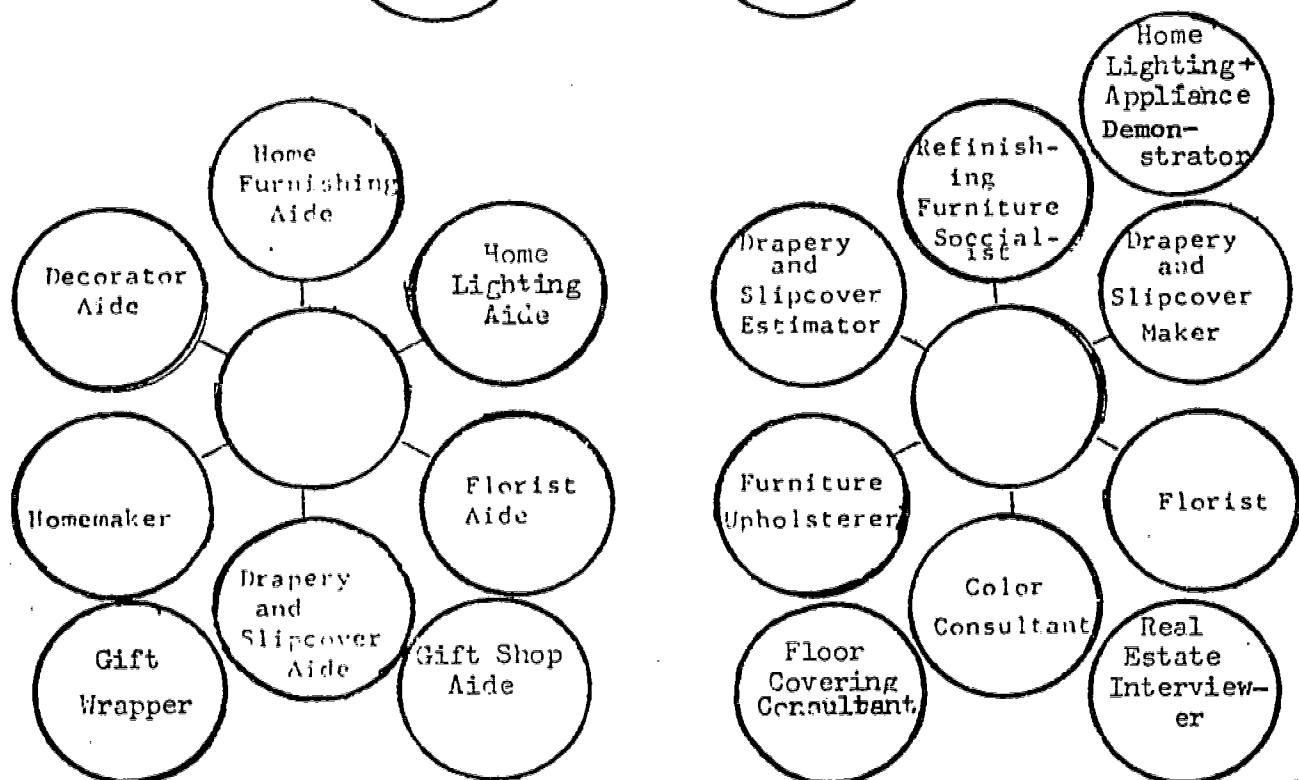 Home
Furnishing
Aide
Decorator
Aide
Home
Lighting
Aide
Homemaker
Florist
Aide
Drapery
and
Slipcover
Aide
Gift
Wrapper
Gift Shop
Aide
Home
Lighting+
Appliance
Demon-
strator
Refinish-
ing
Furniture
Soccial-
ist
Drapery
and
Slipcover
Estimator
Drapery
and
Slipcover
Maker
Furniture
Upholsterer
Florist
Color
Consultant
Floor
Covering
Consultant
Real
Estate
Interview-
er